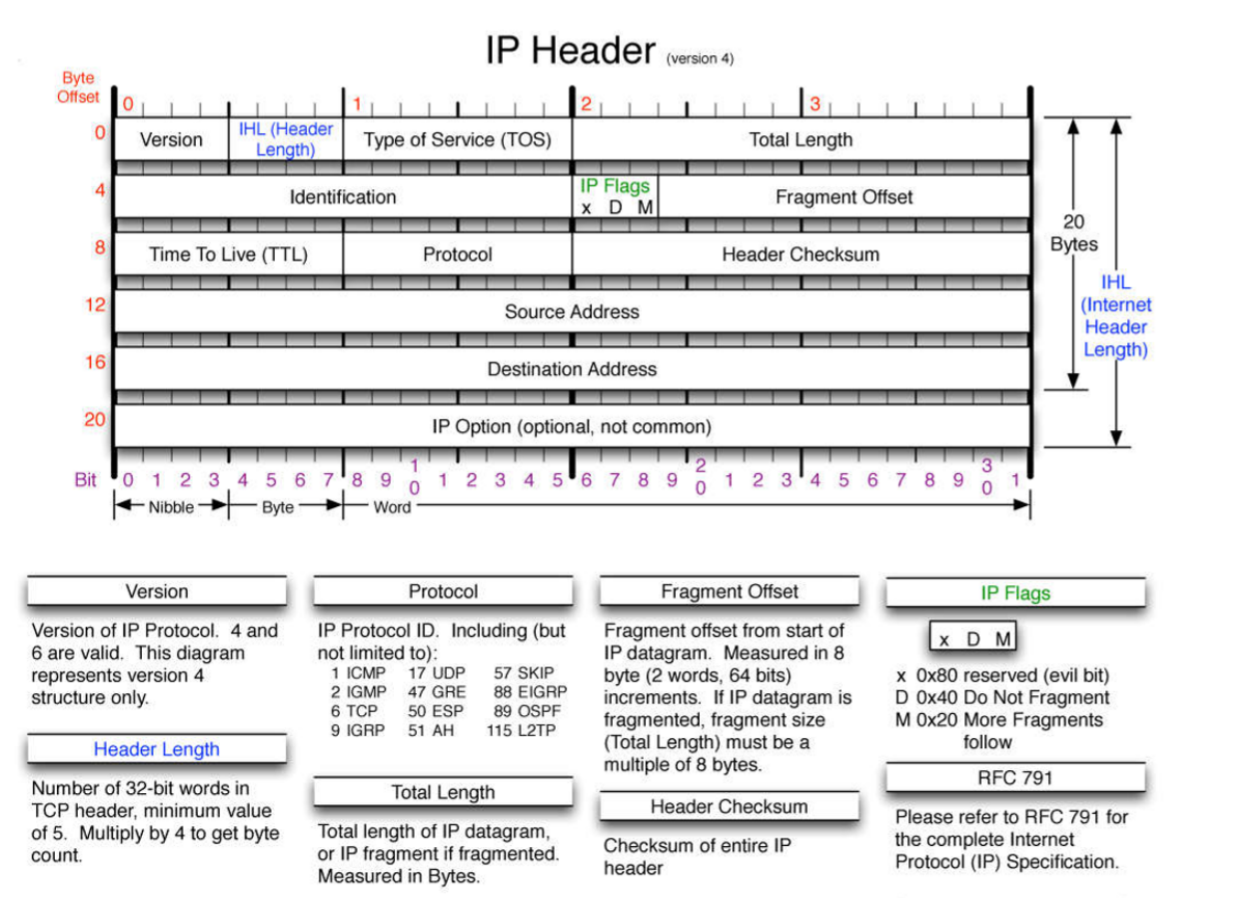 IP Header (version 4)
Byte
Offset
0 1 2 3
0
Version
IHL (Header
Length)
Type of Service (TOS)
Total Length
4
Identification
IP Flags
x D M
Fragment Offset
8
Time To Live (TTL)
Protocol
Header Checksum
12
Source Address
16
Destination Address
20
IP Option (optional, not common)
20
Bytes
IHL
(Internet
Header
Length)
Bit 0 1 2 3 4 5 6 7 8 9 10 1 2 3 4 5 6 7 8 9 20 1 2 3 4 5 6 7 8 9 30 1
Nibble Byte Word
Version
Version of IP Protocol. 4 and
6 are valid. This diagram
represents version 4
structure only.
Header Length
Number of 32-bit words in
TCP header, minimum value
of 5. Multiply by 4 to get byte
count.
Protocol
IP Protocol ID. Including (but
not limited to):
1 ICMP 17 UDP 57 SKIP
2 IGMP 47 GRE 88 EIGRP
6 TCP 50 ESP 89 OSPF
9 IGRP 51 AH 115 L2TP
Total Length
Total length of IP datagram,
or IP fragment if fragmented.
Measured in Bytes.
Fragment Offset
Fragment offset from start of
IP datagram. Measured in 8
byte (2 words, 64 bits)
increments. If IP datagram is
fragmented, fragment size
(Total Length) must be a
multiple of 8 bytes.
Header Checksum
Checksum of entire IP
header
IP Flags
x D M
x 0x80 reserved (evil bit)
D 0x40 Do Not Fragment
M 0x20 More Fragments
follow
RFC 791
Please refer to RFC 791 for
the complete Internet
Protocol (IP) Specification.